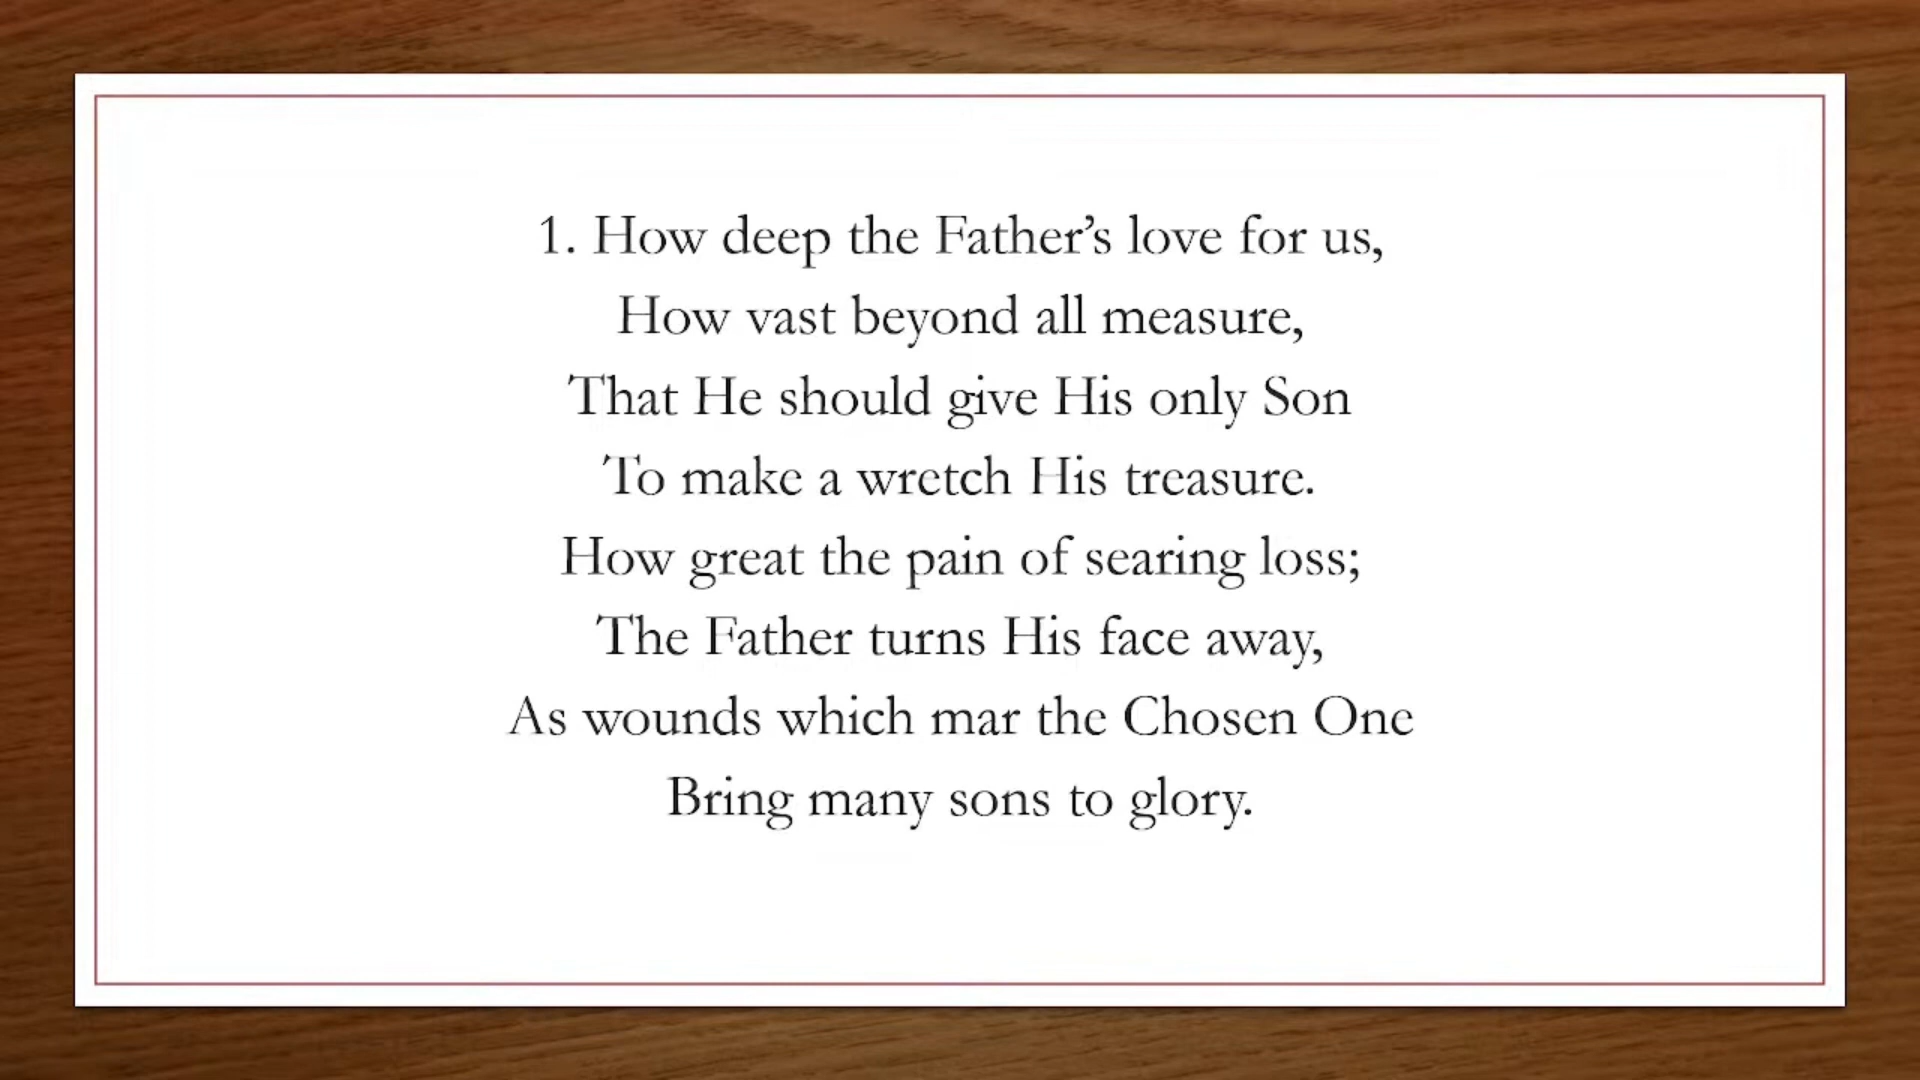 1. How deep the Father’s love for us,
How vast beyond all measure,
That He should give His only Son
To make a wretch His treasure.
How great the pain of searing loss;
The Father turns His face away,
As wounds which mar the Chosen One
Bring many sons to glory.